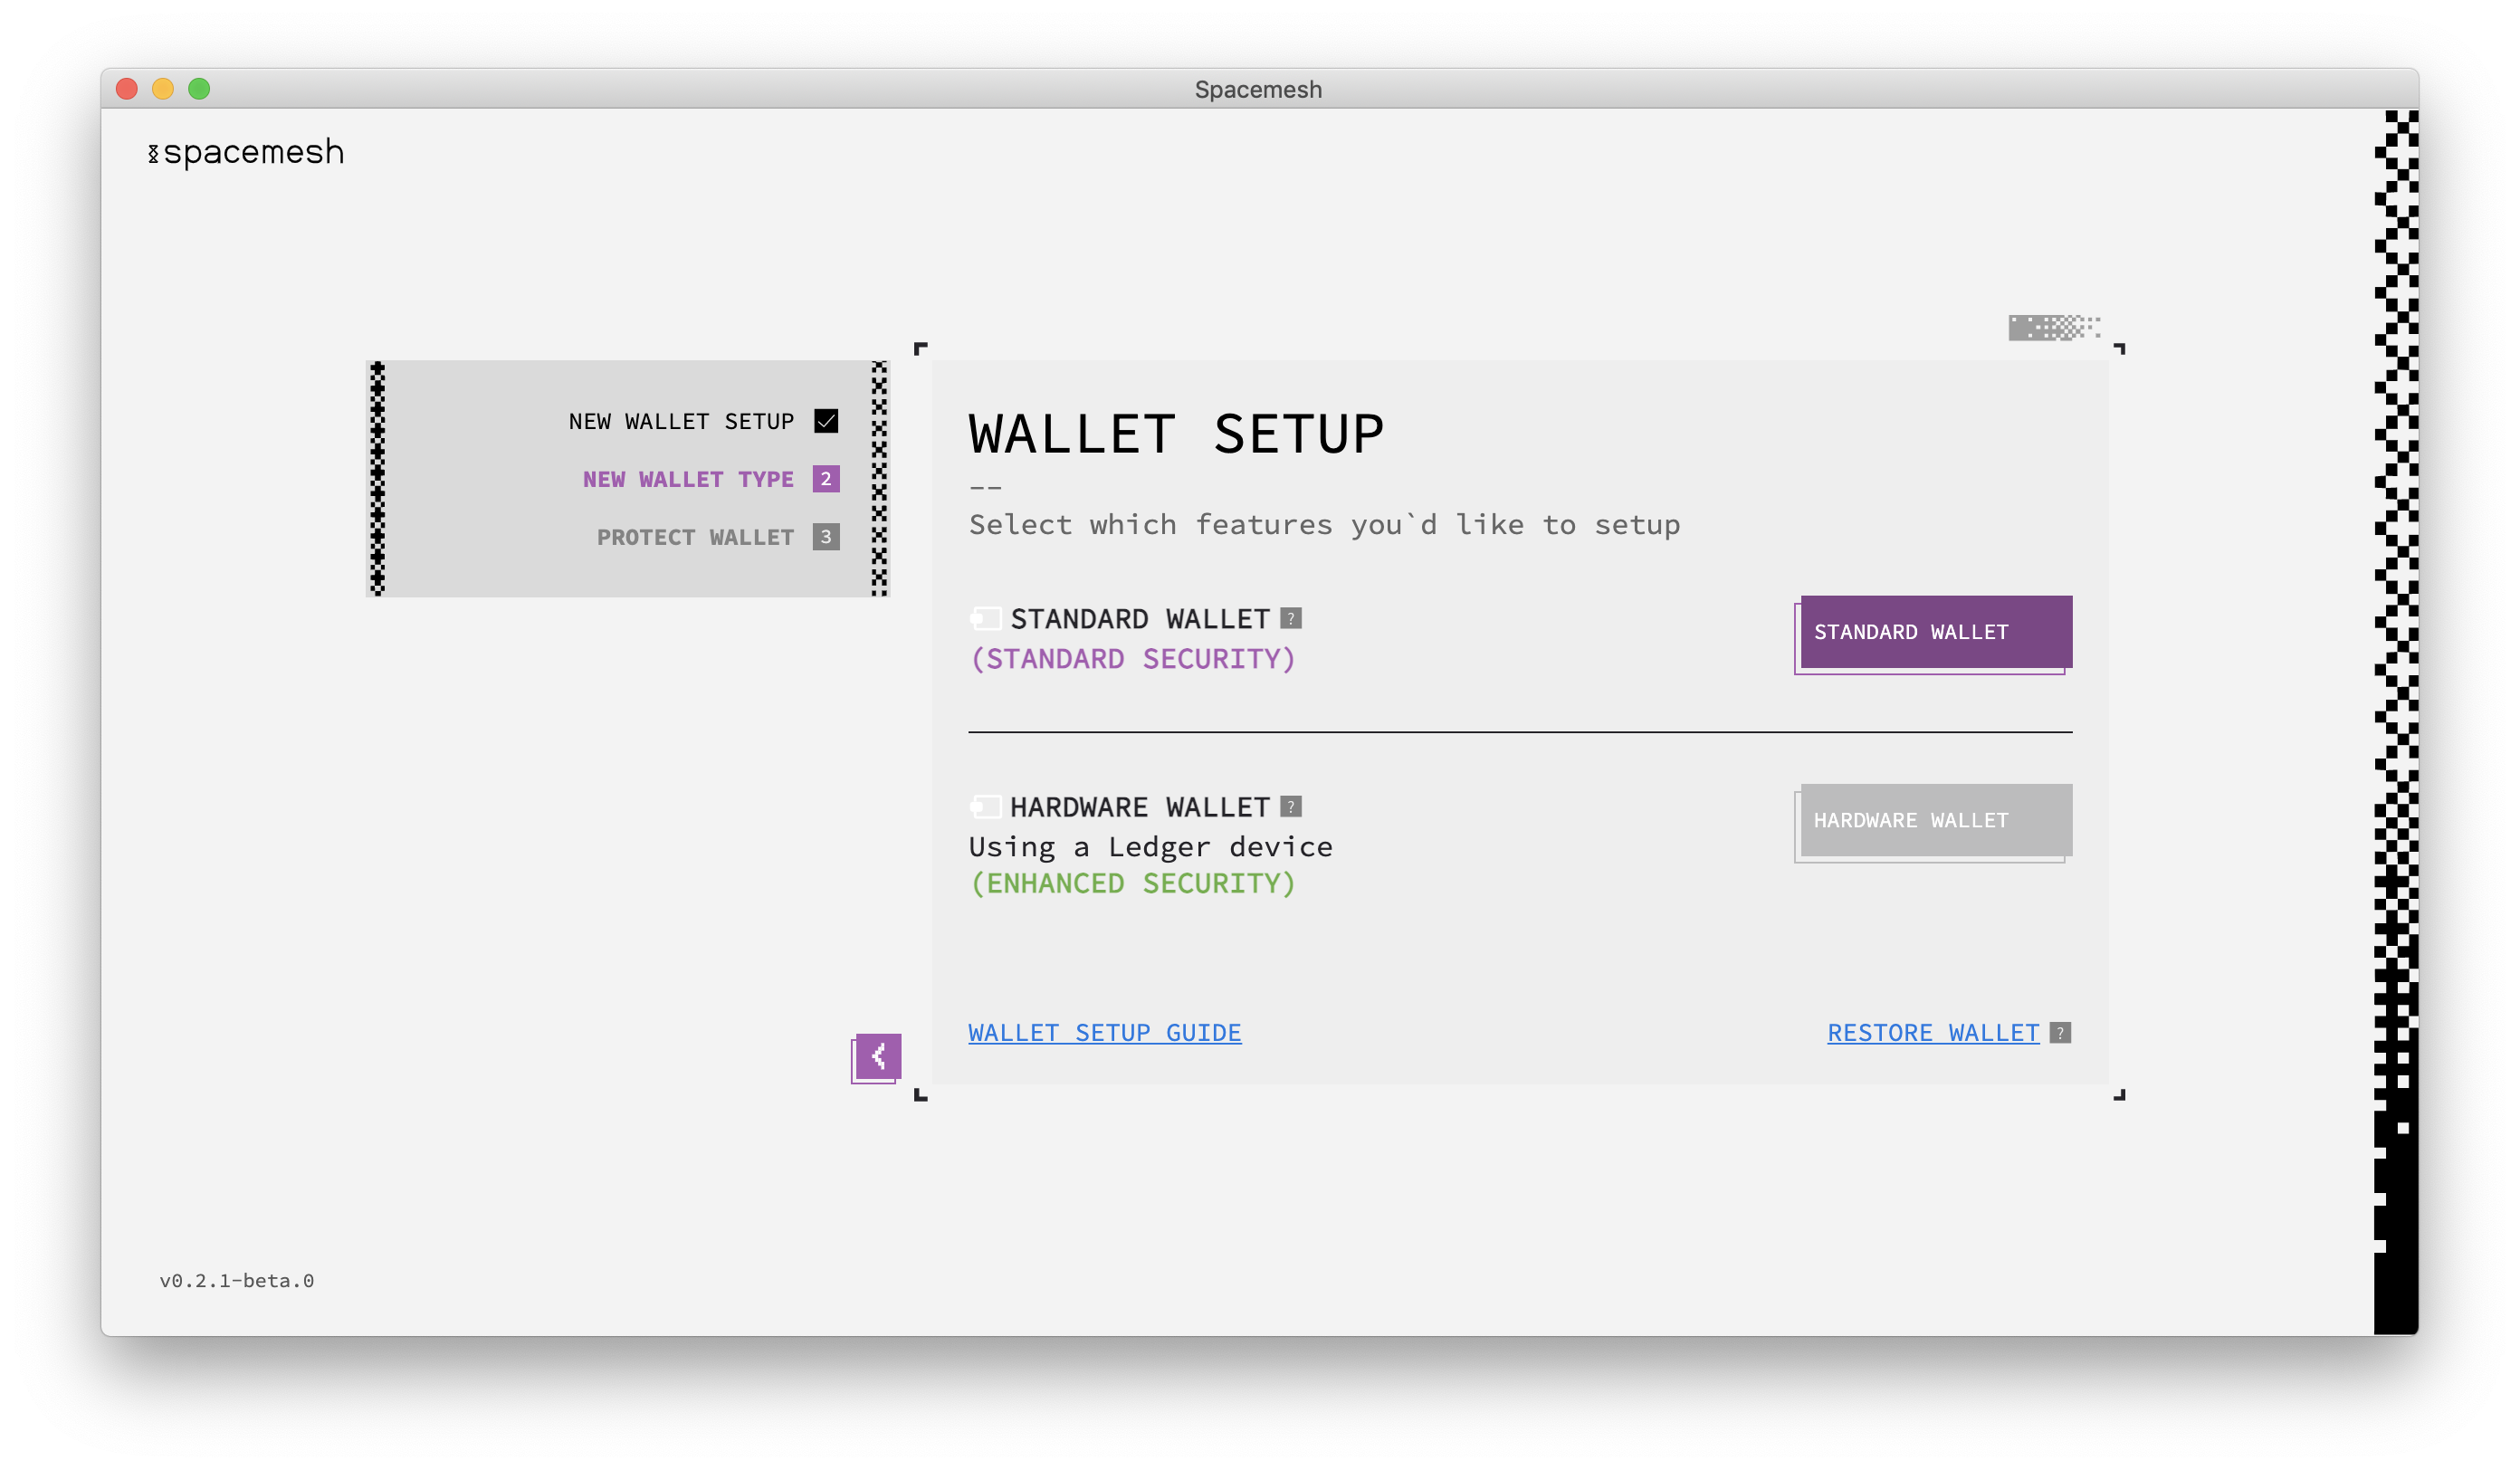 Spacemesh
spacemesh
NEW WALLET SETUP
NEW WALLET TYPE 2
PROTECT WALLET 3
WALLET SETUP
--
Select which features you`d like to setup
STANDARD WALLET ?
(STANDARD SECURITY)
STANDARD WALLET
HARDWARE WALLET ?
Using a Ledger device
(ENHANCED SECURITY)
HARDWARE WALLET
WALLET SETUP GUIDE
RESTORE WALLET ?
v0.2.1-beta.0